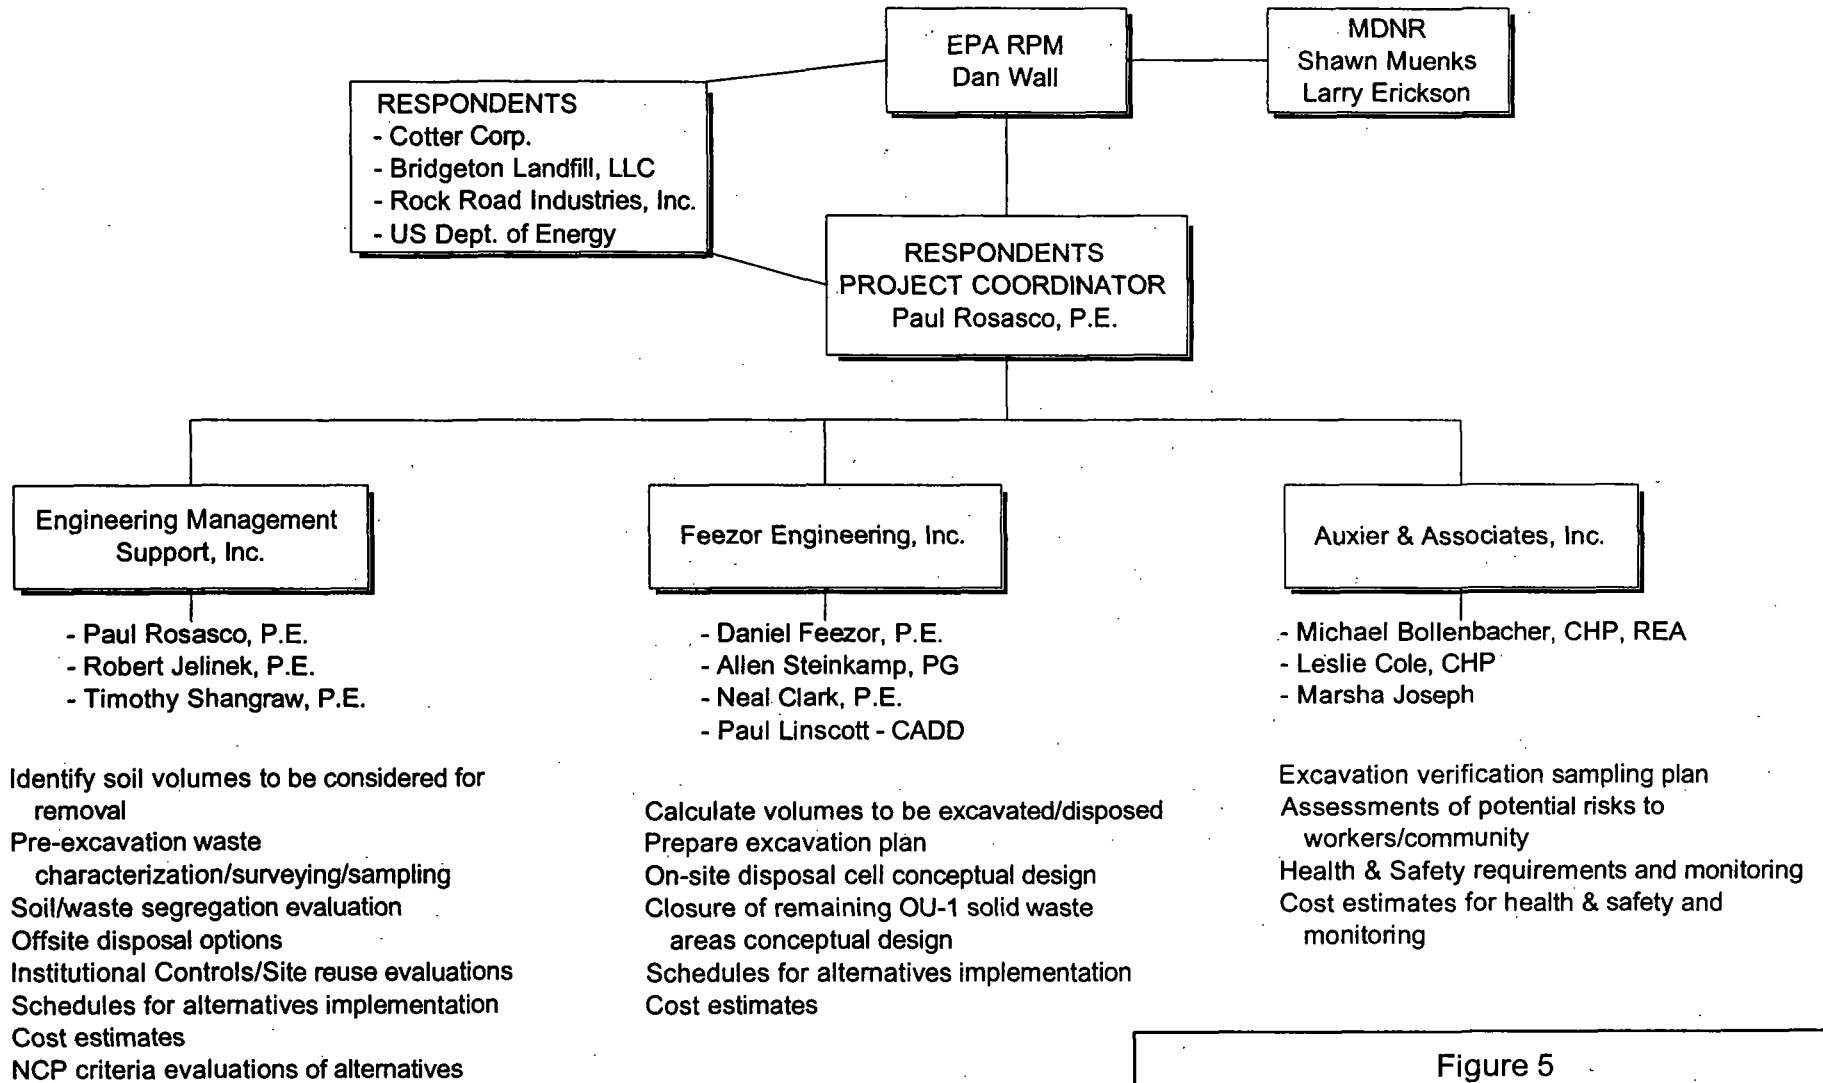 EPA RPM
Dan Wall
MDNR
Shawn Muenks
Larry Erickson
RESPONDENTS
- Cotter Corp.
- Bridgeton Landfill, LLC
- Rock Road Industries, Inc.
- US Dept. of Energy
RESPONDENTS
PROJECT COORDINATOR
Paul Rosasco, P.E.
Engineering Management
Support, Inc.
- Paul Rosasco, P.E.
- Robert Jelinek, P.E.
- Timothy Shangraw, P.E.
Identify soil volumes to be considered for
removal
Pre-excavation waste
characterization/surveying/sampling
Soil/waste segregation evaluation
Offsite disposal options
Institutional Controls/Site reuse evaluations
Schedules for alternatives implementation
Cost estimates
NCP criteria evaluations of alternatives
Feezor Engineering, Inc.
- Daniel Feezor, P.E.
- Allen Steinkamp, PG
- Neal Clark, P.E.
- Paul Linscott - CADD
Calculate volumes to be excavated/disposed
Prepare excavation plan
On-site disposal cell conceptual design
Closure of remaining OU-1 solid waste
areas conceptual design
Schedules for alternatives implementation
Cost estimates
Auxier & Associates, Inc.
- Michael Bollenbacher, CHP, REA
- Leslie Cole, CHP
- Marsha Joseph
Excavation verification sampling plan
Assessments of potential risks to
workers/community
Health & Safety requirements and monitoring
Cost estimates for health & safety and
monitoring
Figure 5